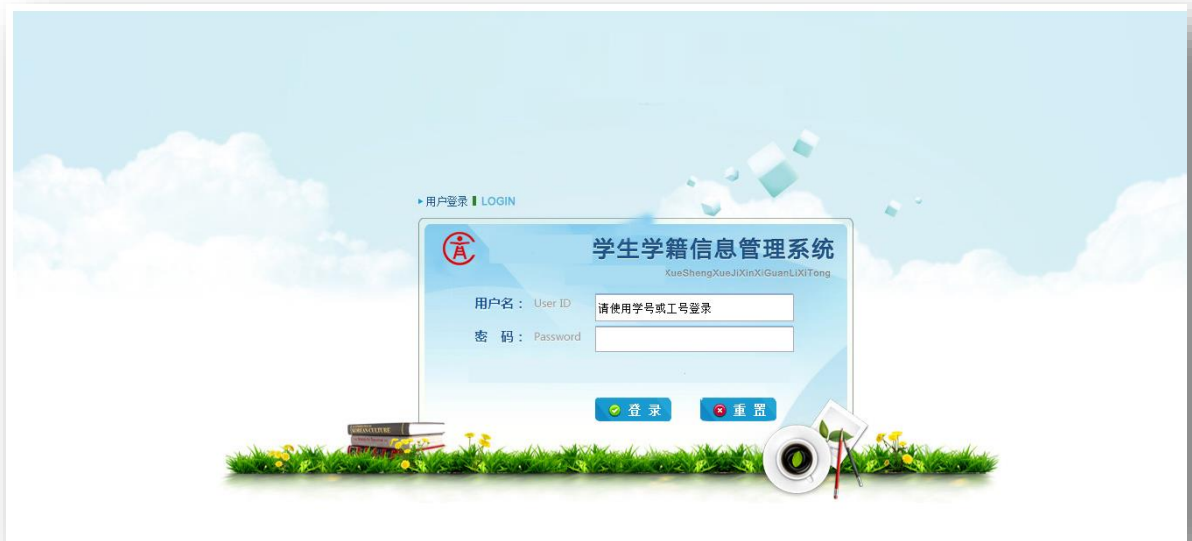 用户登录 LOGIN
学生学籍信息管理系统
XueShengXueJiXinXiGuanLiXiTong
用户名： User ID 请使用学号或工号登录
密 码： Password
登 录 重 置
KOREAN CULTURE